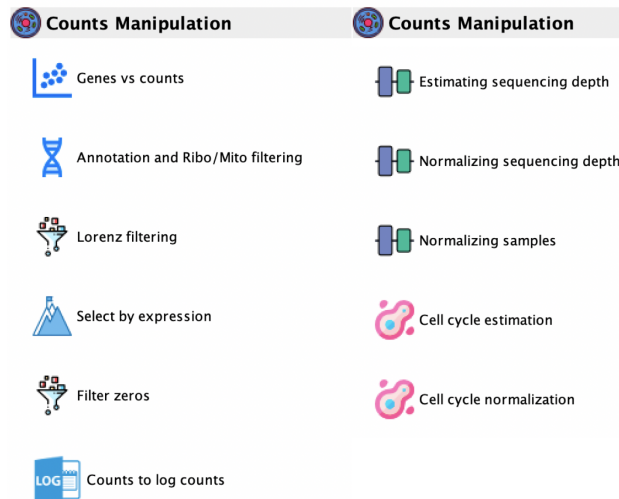 Counts Manipulation
Genes vs counts
Annotation and Ribo/Mito filtering
Lorenz filtering
Select by expression
Filter zeros
LOG
Counts to log counts
Counts Manipulation
Estimating sequencing depth
Normalizing sequencing depth
Normalizing samples
Cell cycle estimation
Cell cycle normalization